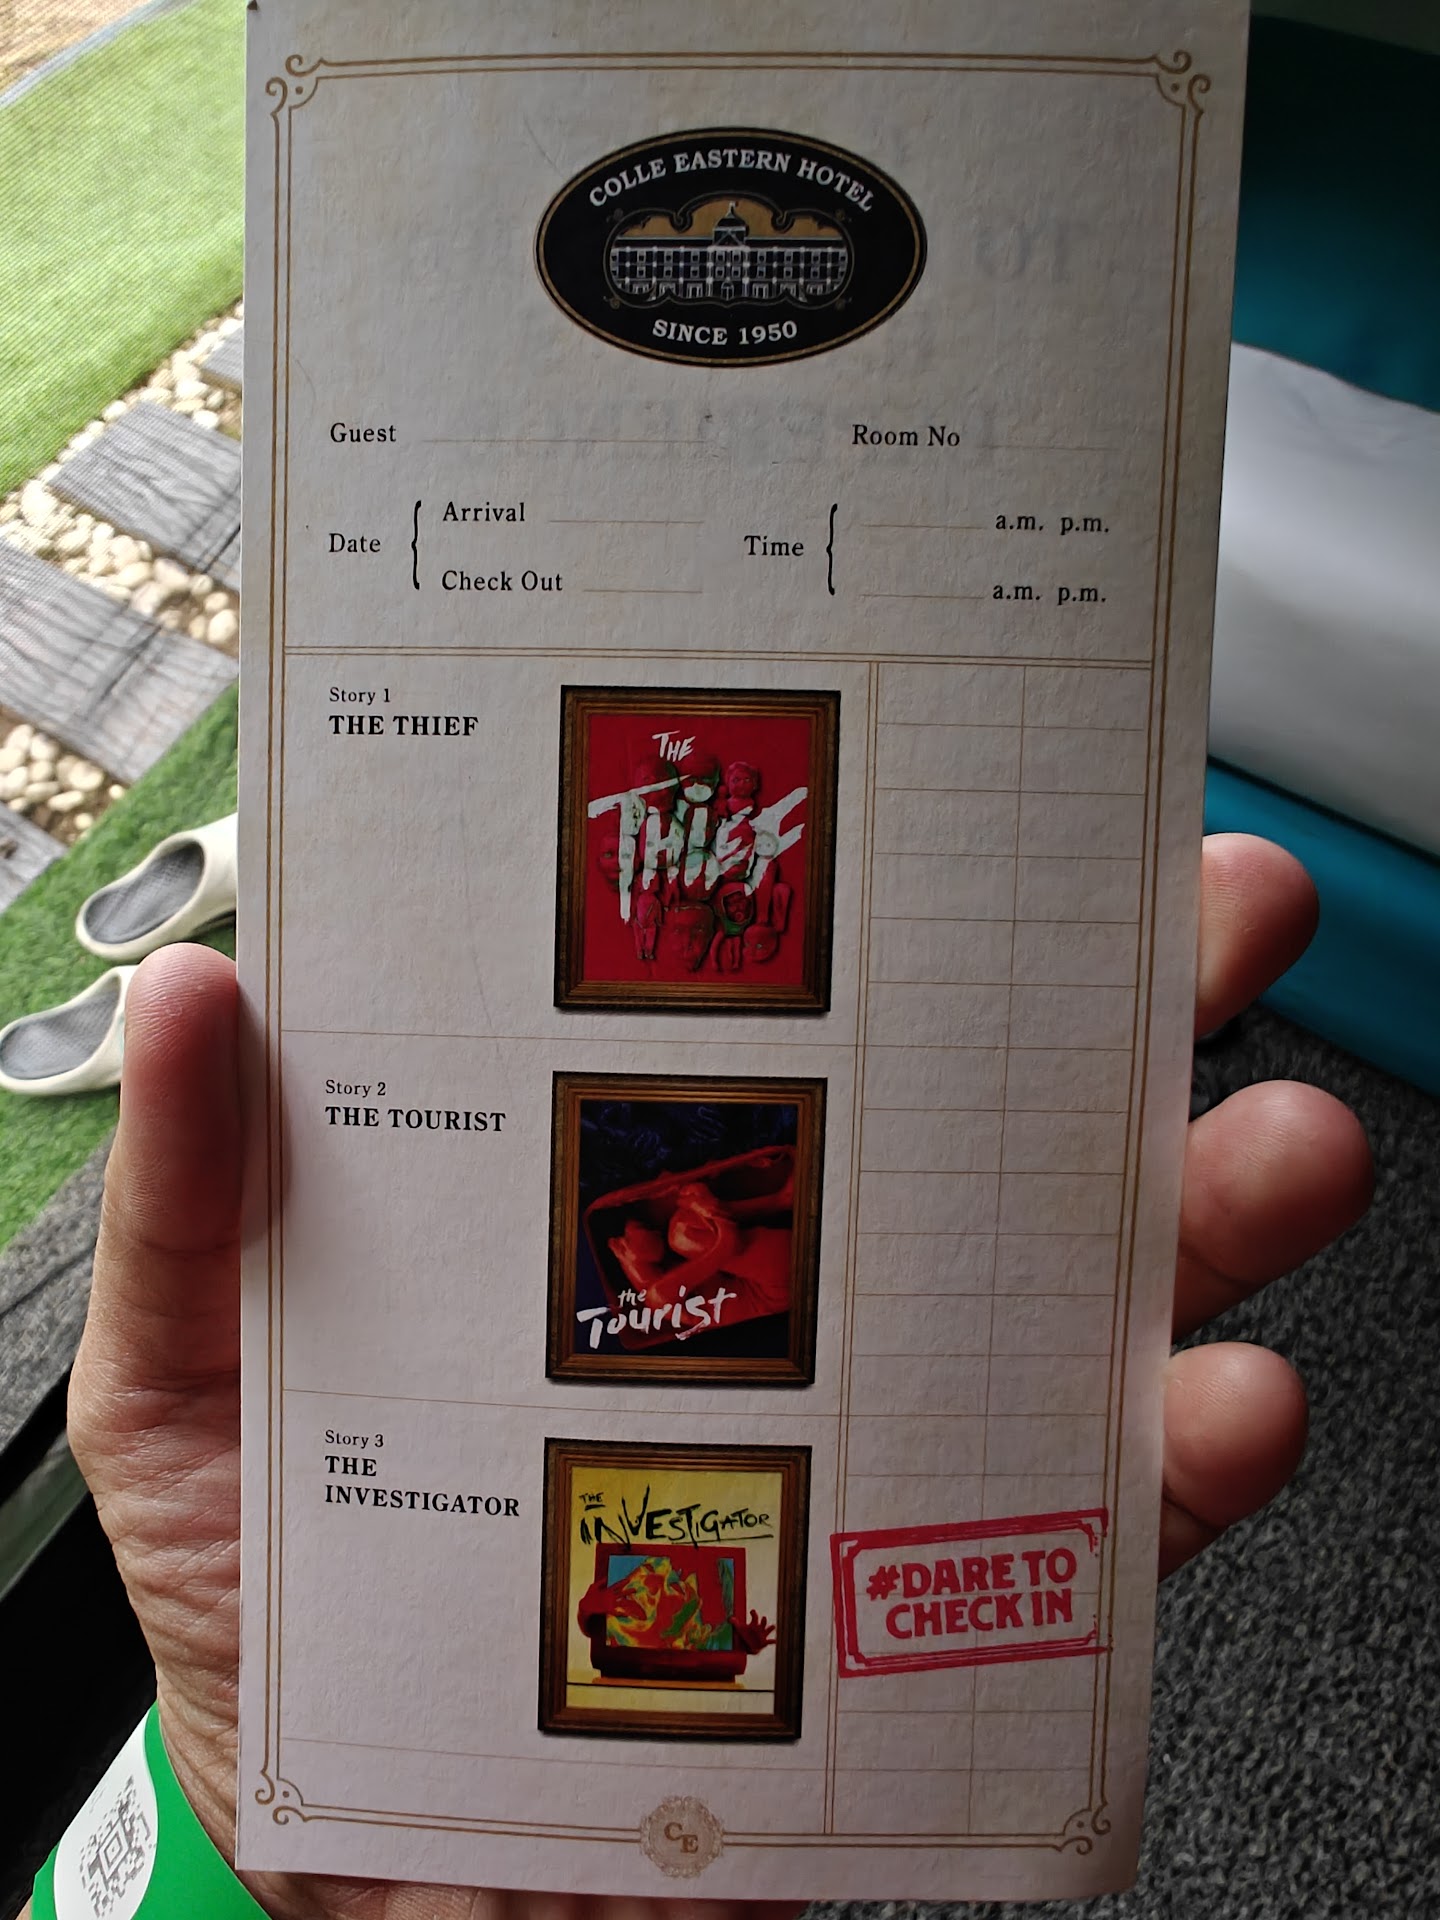 COLLE EASTERN HOTEL
SINCE 1950
Guest
Room No
Date
Arrival
Check Out
Time
a.m. p.m.
a.m. p.m.
Story 1
THE THIEF
THE
THIEF
Story 2
THE TOURIST
the
Tourist
Story 3
THE
INVESTIGATOR
THE
INVESTIGATOR
#DARE TO
CHECK IN
CE